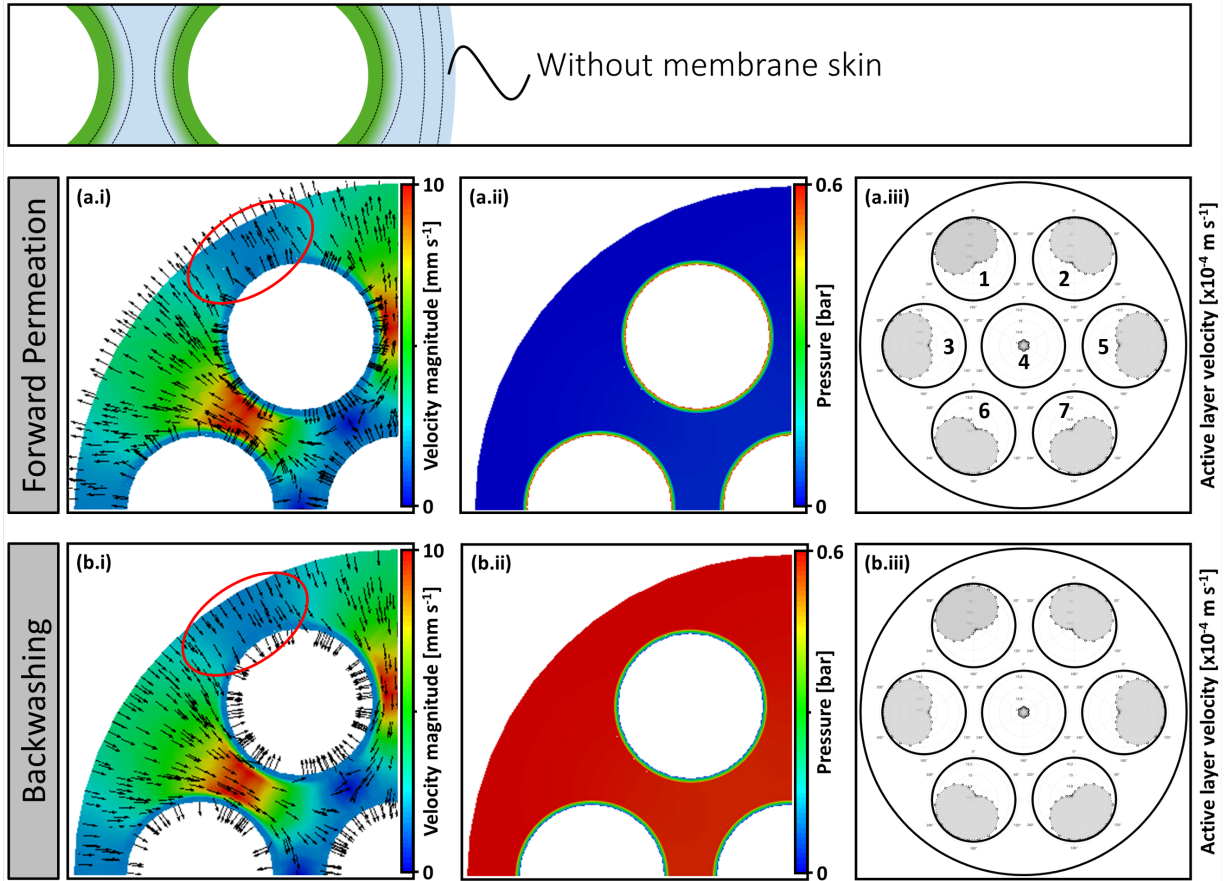 Without membrane skin
Forward Permeation
(a.i)
10
Velocity magnitude [mm s-1]
0
(a.ii)
0.6
Pressure [bar]
0
(a.iii)
1
2
3
4
5
6
7
Active layer velocity [x10-4 m s-1]
Backwashing
(b.i)
10
Velocity magnitude [mm s-1]
0
(b.ii)
0.6
Pressure [bar]
0
(b.iii)
Active layer velocity [x10-4 m s-1]